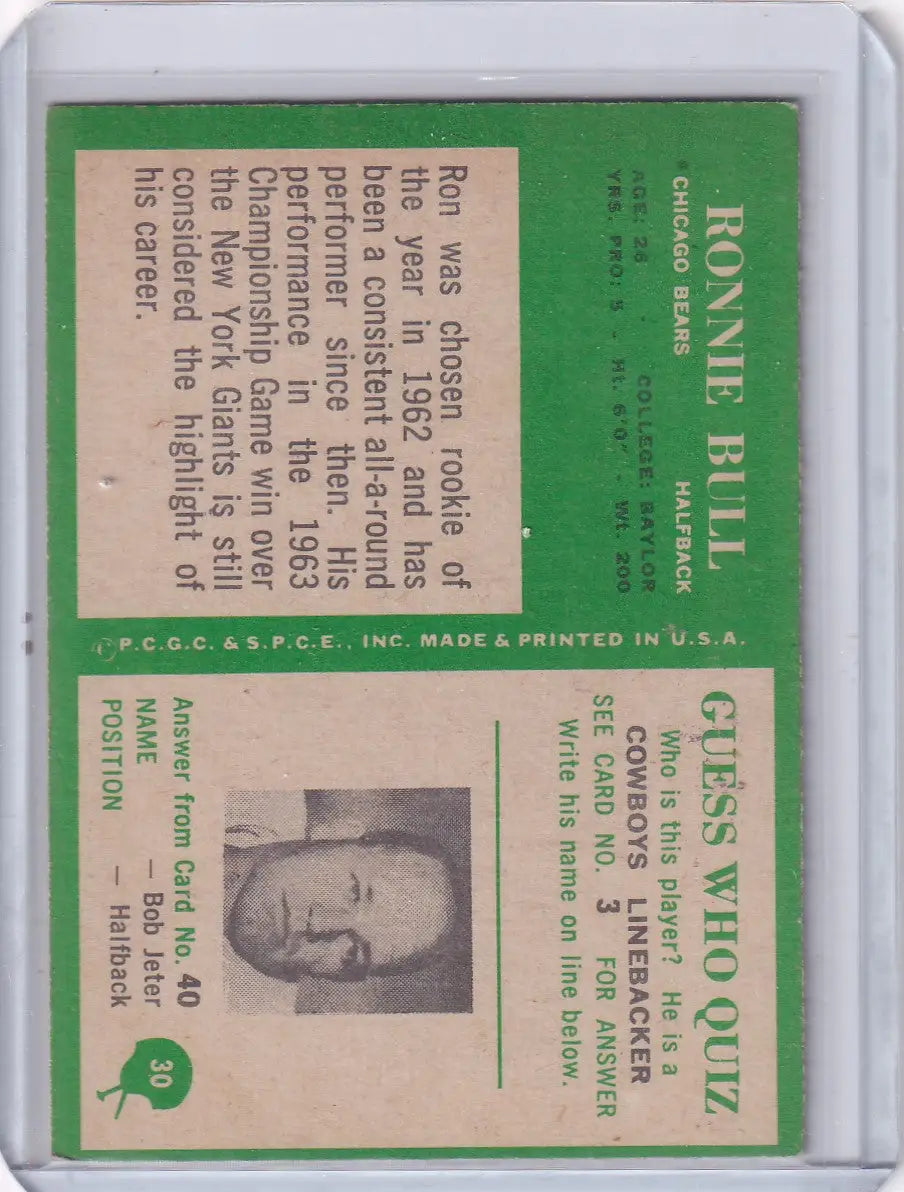 RONNIE BULL
*CHICAGO BEARS HALFBACK
AGE: 26 COLLEGE: BAYLOR
YRS. PRO: 5 - Ht: 6'0" - Wt. 200
Ron was chosen rookie of
the year in 1962 and has
been a consistent all-a-round
performer since then. His
performance in the 1963
Championship Game win over
the New York Giants is still
considered the highlight of
his career.
©P.C.G.C. & S.P.C.E., INC. MADE & PRINTED IN U.S.A.
GUESS WHO QUIZ
Who is this player? He is a
COWBOYS LINEBACKER
SEE CARD NO. 3 FOR ANSWER
Write his name on line below.
Answer from Card No. 40
NAME — Bob Jeter
POSITION — Halfback
30